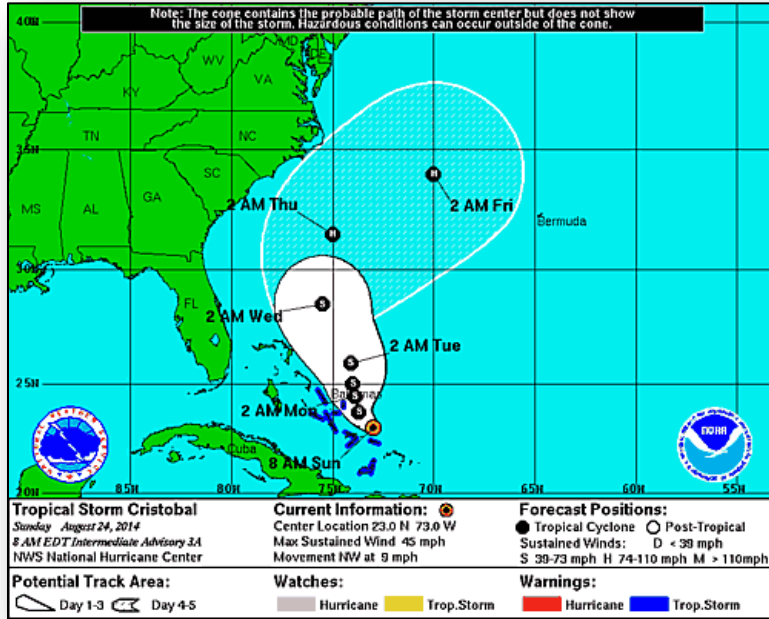 Note: The cone contains the probable path of the storm center but does not show
the size of the storm. Hazardous conditions can occur outside of the cone.
40N
MD
DE
WV
VA
KY
35N
TN
NC
SC
MS
AL
GA
2 AM Thu
2 AM Fri
Bermuda
30N
FL
2 AM Wed
2 AM Tue
25N
Bahamas
2 AM Mon
Cuba
8 AM Sun
NOAA
20N
85W
80W
75W
70W
65W
60W
55W
Tropical Storm Cristobal
Sunday August 24, 2014
8 AM EDT Intermediate Advisory 3A
NWS National Hurricane Center
Current Information:
Center Location 23.0 N 73.0 W
Max Sustained Wind 45 mph
Movement NW at 9 mph
Forecast Positions:
Tropical Cyclone
Post-Tropical
Sustained Winds: D < 39 mph
S 39-73 mph H 74-110 mph M > 110mph
Potential Track Area:
Day 1-3
Day 4-5
Watches:
Hurricane
Trop.Storm
Warnings:
Hurricane
Trop.Storm